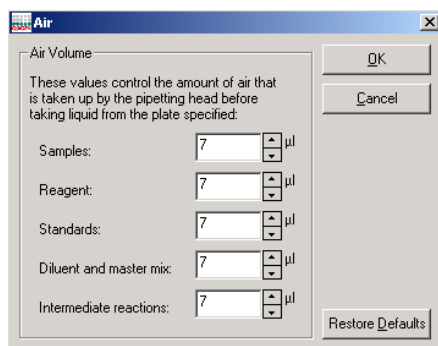 Air
Air Volume
These values control the amount of air that
is taken up by the pipetting head before
taking liquid from the plate specified:
Samples: 7 µl
Reagent: 7 µl
Standards: 7 µl
Diluent and master mix: 7 µl
Intermediate reactions: 7 µl
OK
Cancel
Restore Defaults